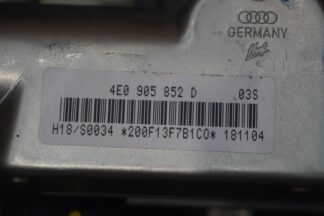 GERMANY
4E0 905 852 D 03S
H18/S0034 *200F13F7B1C0* 181104